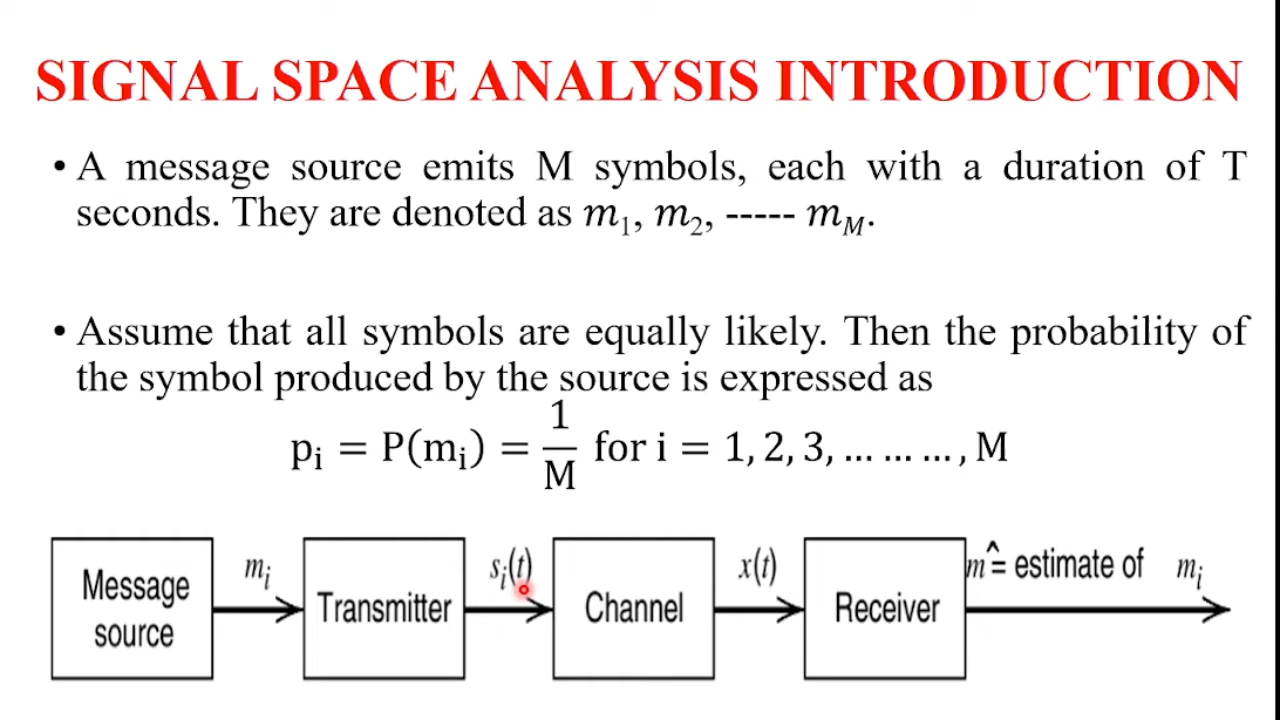 SIGNAL SPACE ANALYSIS INTRODUCTION
• A message source emits M symbols, each with a duration of T
seconds. They are denoted as m₁, m₂, ----- m_M.
• Assume that all symbols are equally likely. Then the probability of
the symbol produced by the source is expressed as
pᵢ = P(mᵢ) = 1/M for i = 1, 2, 3, … … … , M
Message
source
mᵢ
Transmitter
sᵢ(t)
Channel
x(t)
Receiver
m̂ = estimate of mᵢ